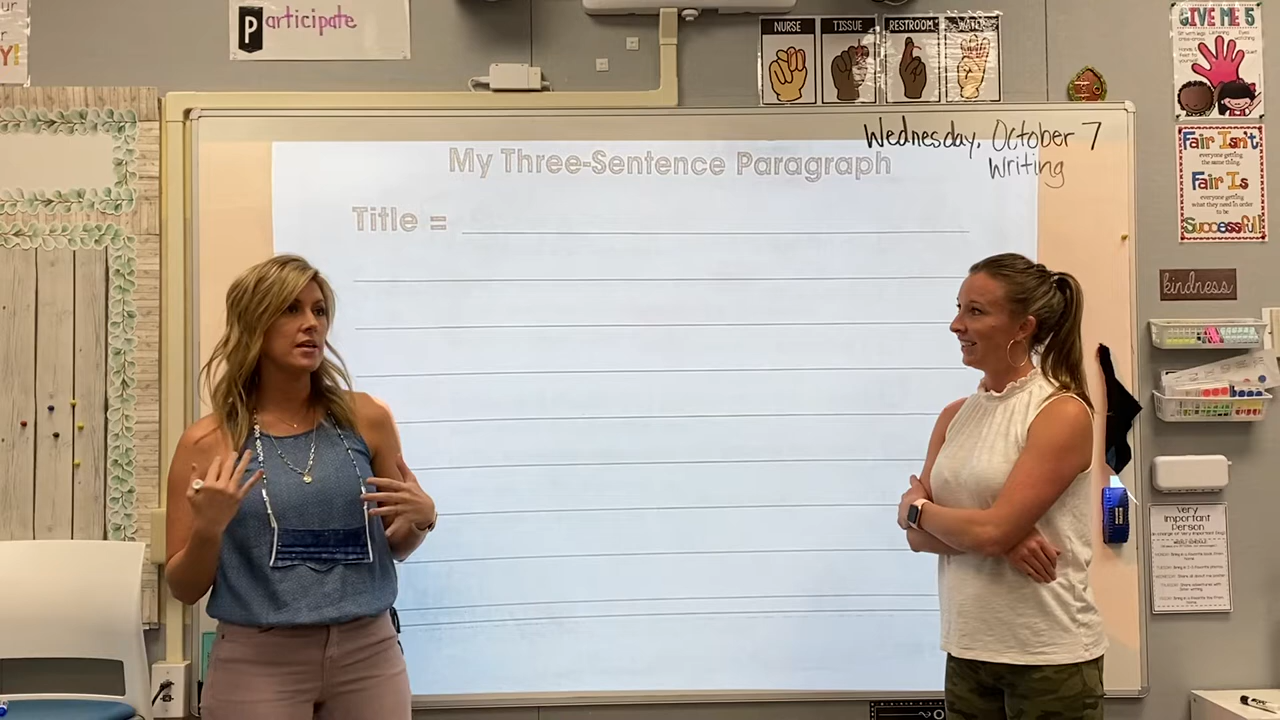 Participate
NURSE
TISSUE
RESTROOM
WATER
GIVE ME 5
Wednesday, October 7
Writing
My Three-Sentence Paragraph
Title =
Fair Isn't
everyone getting
the same thing.
Fair Is
everyone getting
what they need in order
to be
Successful!
kindness
Very
Important
Person